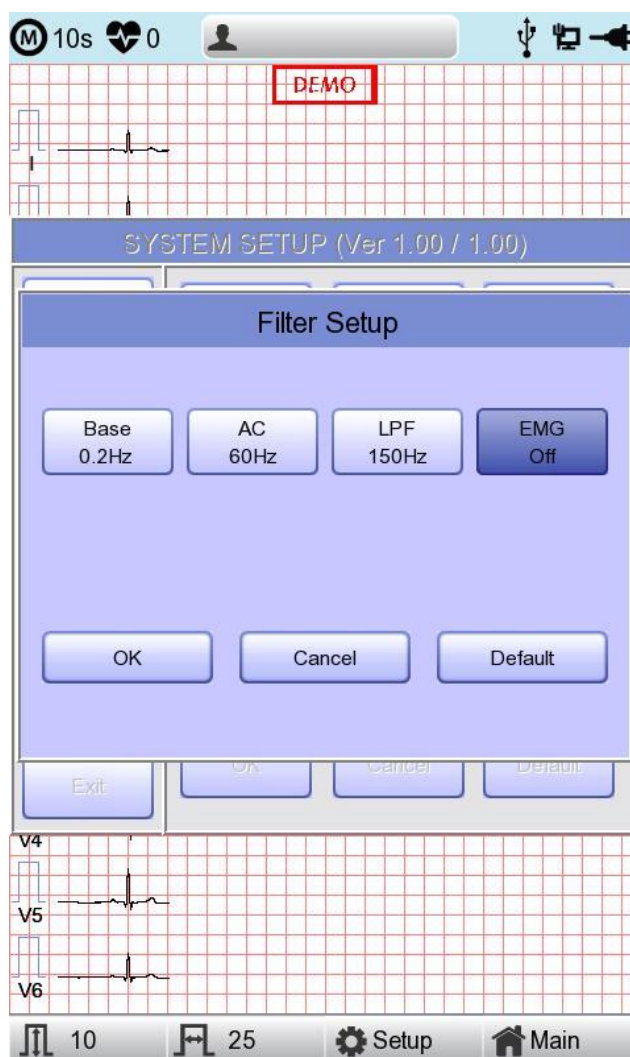 M 10s 0
DEMO
I
SYSTEM SETUP (Ver 1.00 / 1.00)
Filter Setup
Base AC LPF EMG
0.2Hz 60Hz 150Hz Off
OK Cancel Default
OK Cancel Default
Exit
V4
V5
V6
10 25 Setup Main